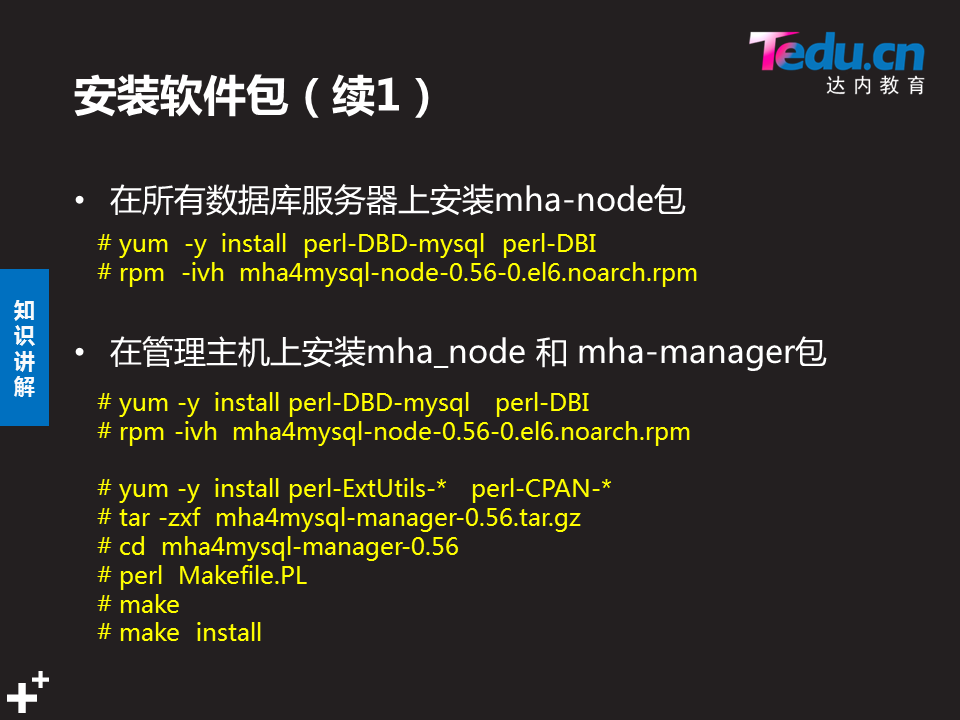 Tedu.cn
达内教育
安装软件包（续1）
• 在所有数据库服务器上安装mha-node包
# yum -y install perl-DBD-mysql perl-DBI
# rpm -ivh mha4mysql-node-0.56-0.el6.noarch.rpm
知识讲解
• 在管理主机上安装mha_node 和 mha-manager包
# yum -y install perl-DBD-mysql perl-DBI
# rpm -ivh mha4mysql-node-0.56-0.el6.noarch.rpm
# yum -y install perl-ExtUtils-* perl-CPAN-*
# tar -zxf mha4mysql-manager-0.56.tar.gz
# cd mha4mysql-manager-0.56
# perl Makefile.PL
# make
# make install